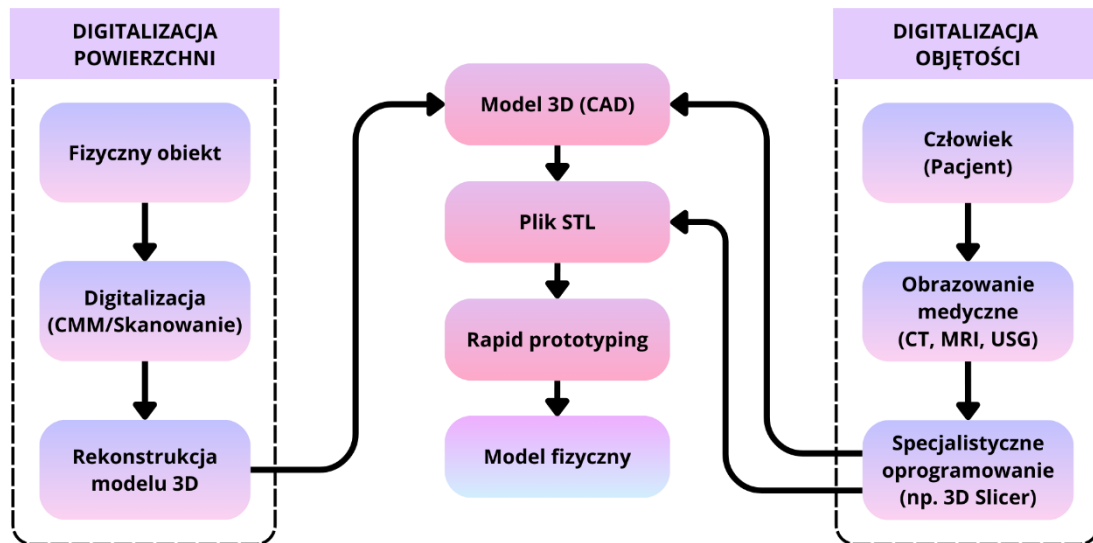 DIGITALIZACJA
POWIERZCHNI
Fizyczny obiekt
Digitalizacja
(CMM/Skanowanie)
Rekonstrukcja
modelu 3D
Model 3D (CAD)
Plik STL
Rapid prototyping
Model fizyczny
DIGITALIZACJA
OBJĘTOŚCI
Człowiek
(Pacjent)
Obrazowanie
medyczne
(CT, MRI, USG)
Specjalistyczne
oprogramowanie
(np. 3D Slicer)